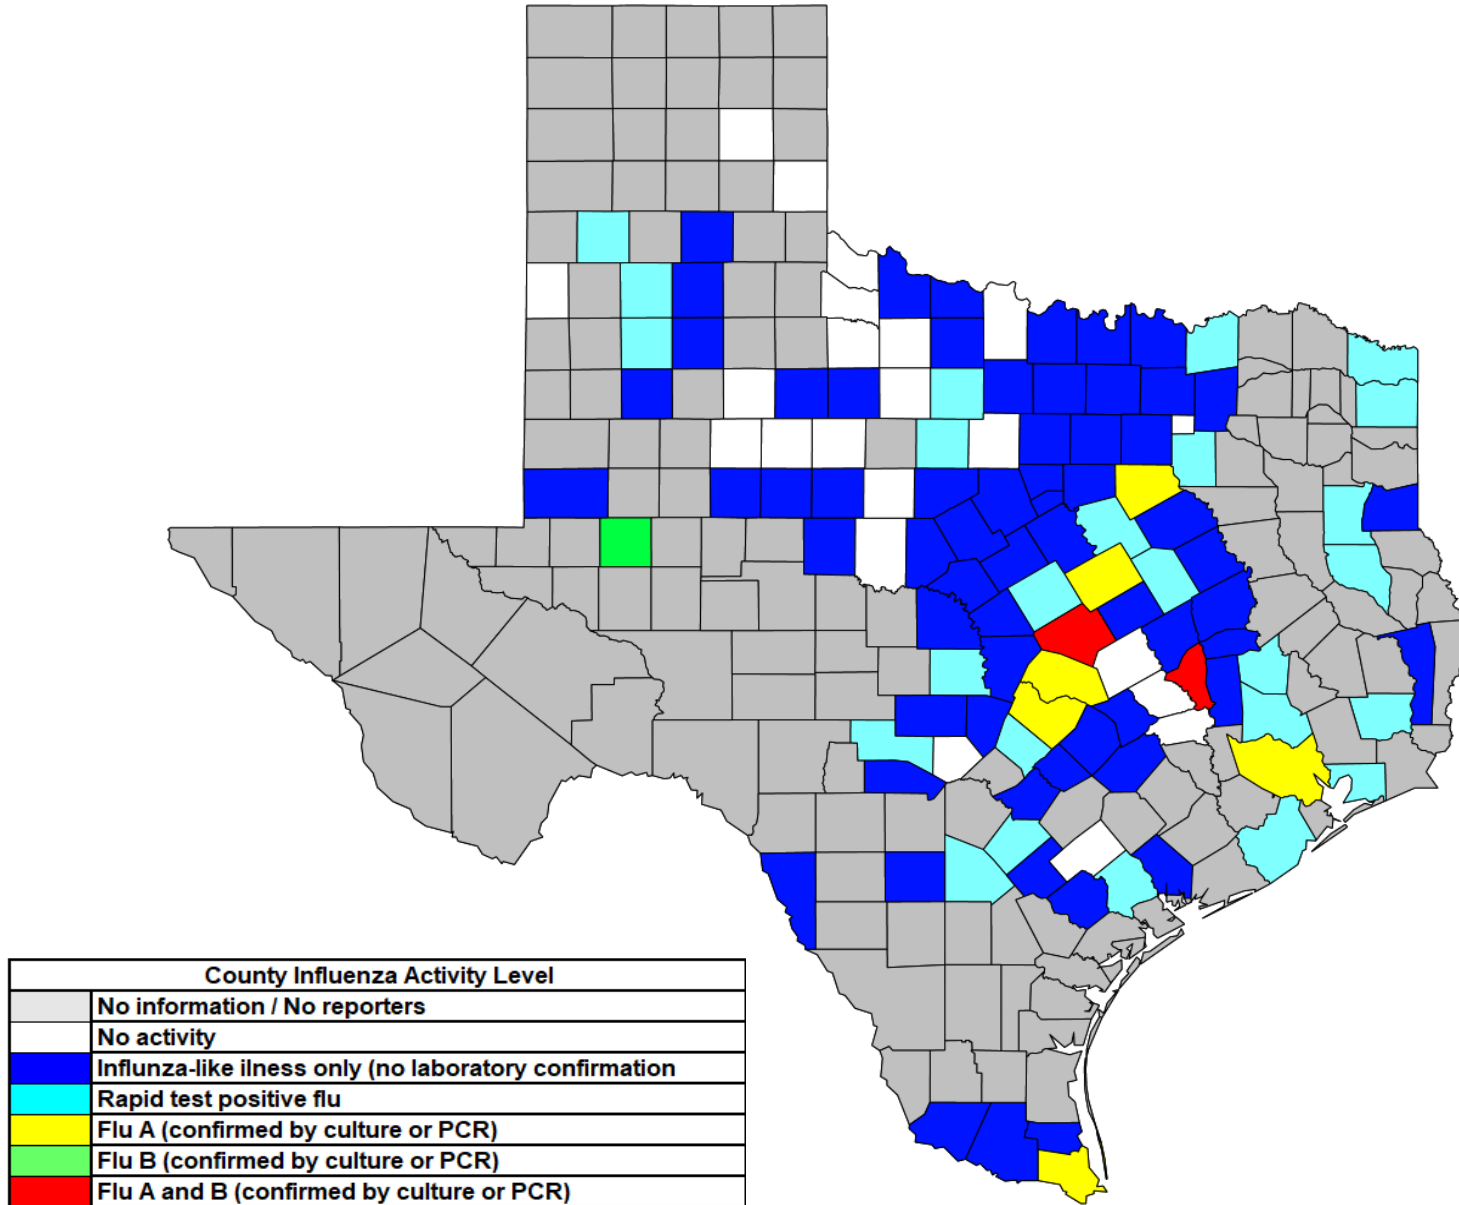 County Influenza Activity Level
No information / No reporters
No activity
Influnza-like ilness only (no laboratory confirmation
Rapid test positive flu
Flu A (confirmed by culture or PCR)
Flu B (confirmed by culture or PCR)
Flu A and B (confirmed by culture or PCR)